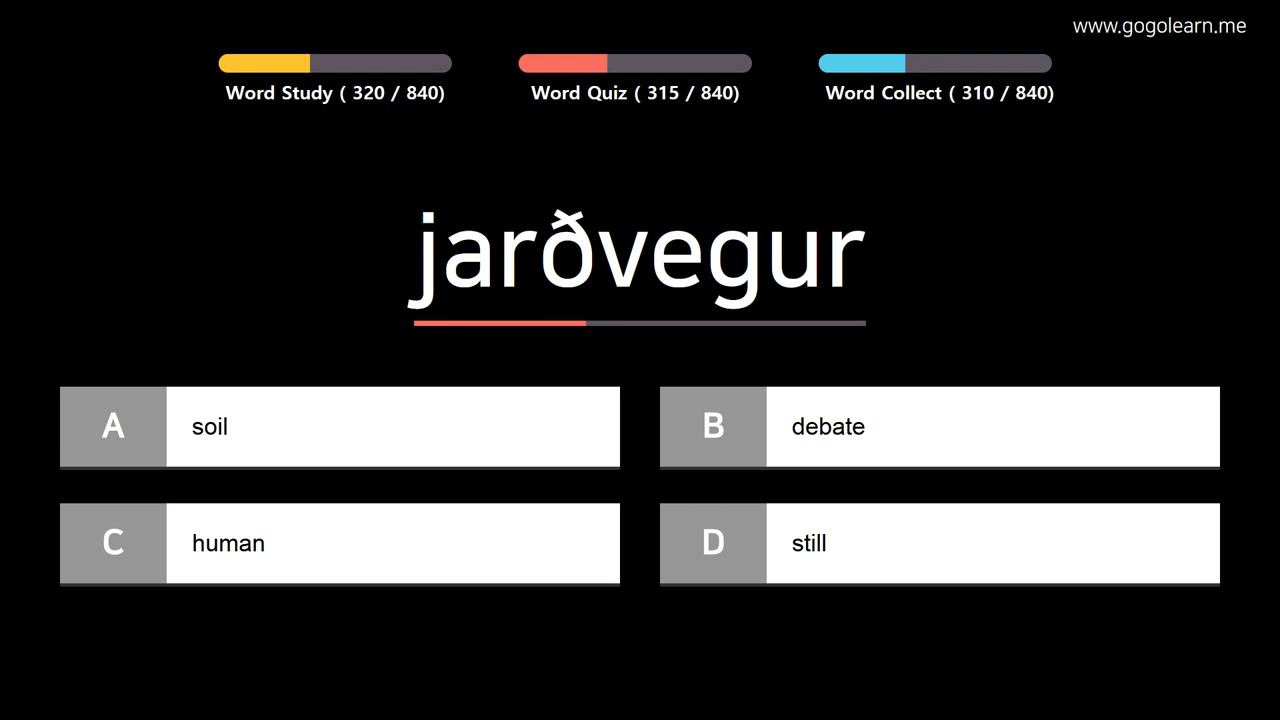 www.gogolearn.me
Word Study ( 320 / 840)
Word Quiz ( 315 / 840)
Word Collect ( 310 / 840)
jarðvegur
A soil
B debate
C human
D still